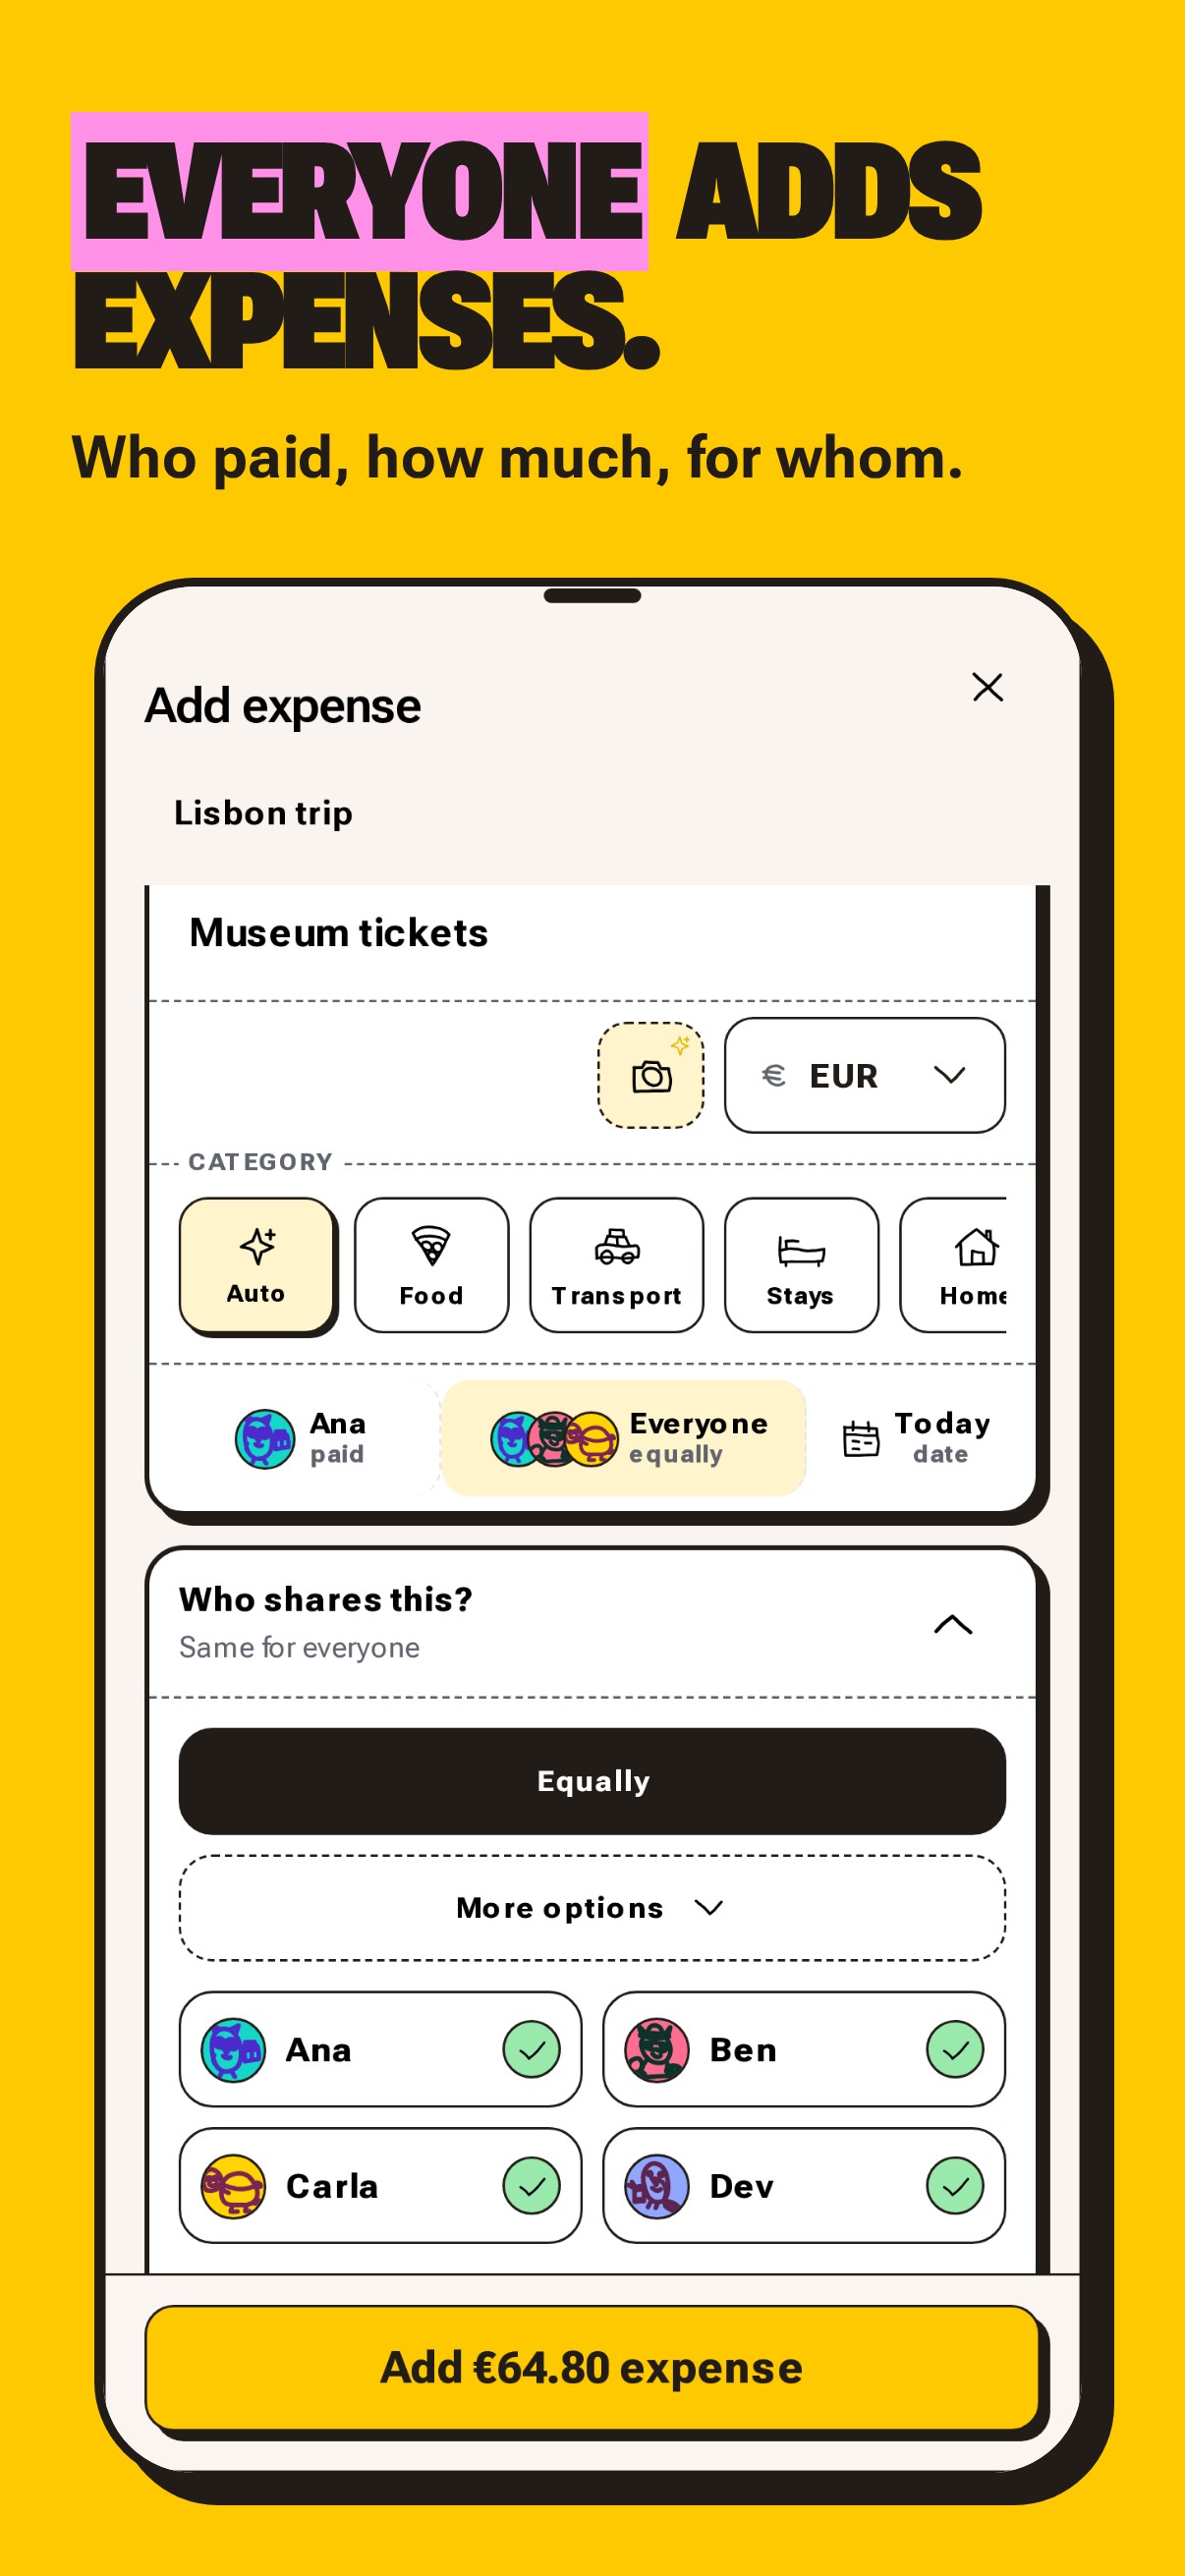 EVERYONE ADDS
EXPENSES.
Who paid, how much, for whom.
Add expense
Lisbon trip
Museum tickets
€ EUR
CATEGORY
Auto Food Transport Stays Home
Ana Everyone Today
paid equally date
Who shares this?
Same for everyone
Equally
More options
Ana Ben
Carla Dev
Add €64.80 expense